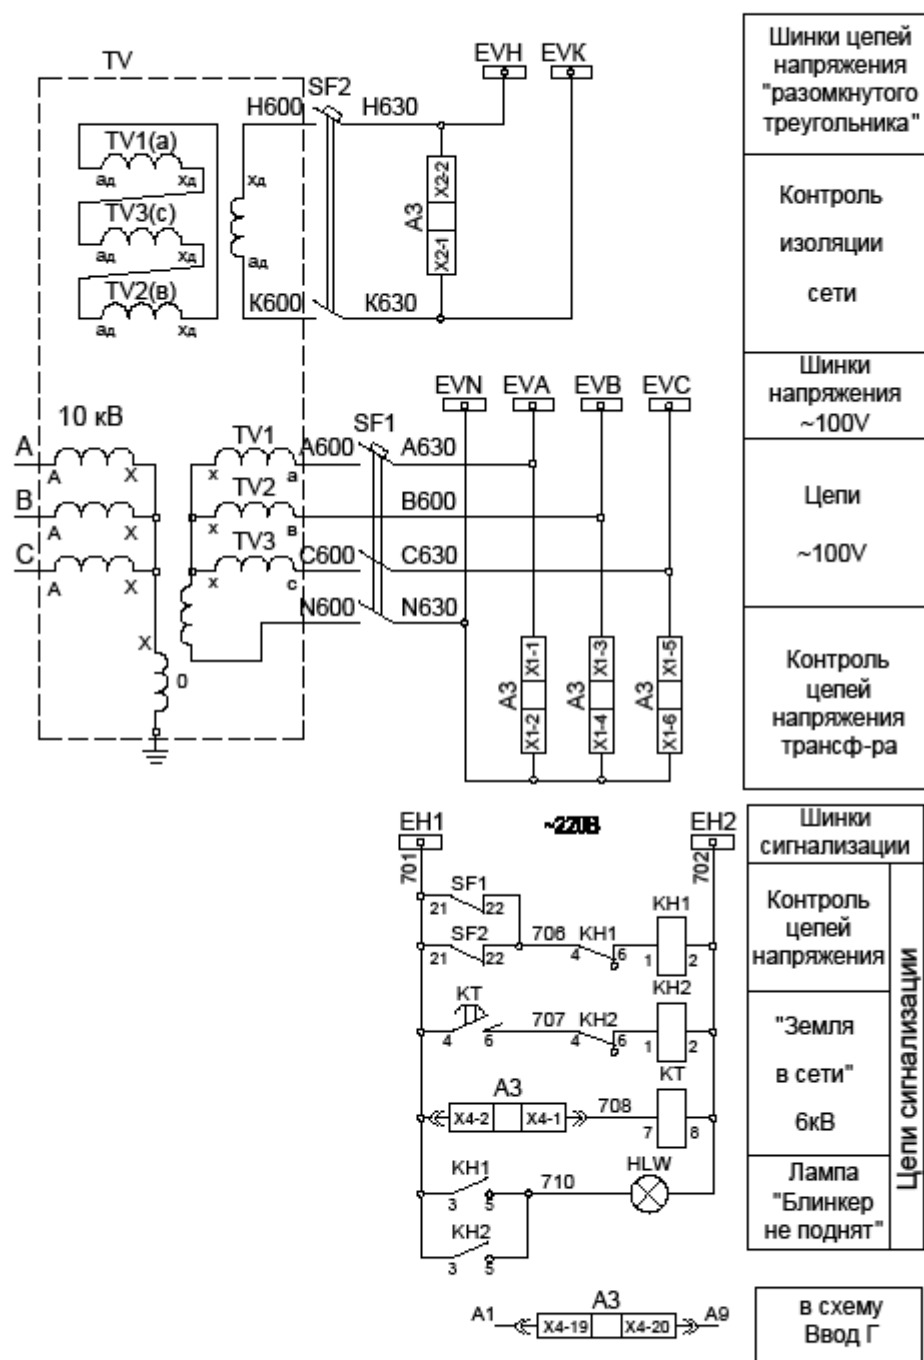 TV
EVH
EVK
SF2
H600
H630
TV1(a)
ад
хд
TV3(c)
ад
хд
TV2(в)
ад
хд
хд
ад
X2-2
A3
X2-1
K600
K630
Шинки цепей
напряжения
"разомкнутого
треугольника"
Контроль
изоляции
сети
EVN
EVA
EVB
EVC
10 кВ
SF1
A
A
X
TV1
x
a
A600
A630
B
A
X
TV2
x
в
B600
C
A
X
TV3
x
c
C600
C630
N600
N630
X
0
X1-1
A3
X1-2
X1-3
A3
X1-4
X1-5
A3
X1-6
Шинки
напряжения
~100V
Цепи
~100V
Контроль
цепей
напряжения
трансф-ра
EH1
~220В
EH2
701
702
SF1
21
22
SF2
21
22
706
KH1
4
6
KH1
1
2
KT
4
6
707
KH2
4
6
KH2
1
2
A3
X4-2
X4-1
708
KT
7
8
KH1
3
5
710
HLW
KH2
3
5
Шинки
сигнализации
Контроль
цепей
напряжения
"Земля
в сети"
6кВ
Лампа
"Блинкер
не поднят"
Цепи сигнализации
A1
A3
X4-19
X4-20
A9
в схему
Ввод Г